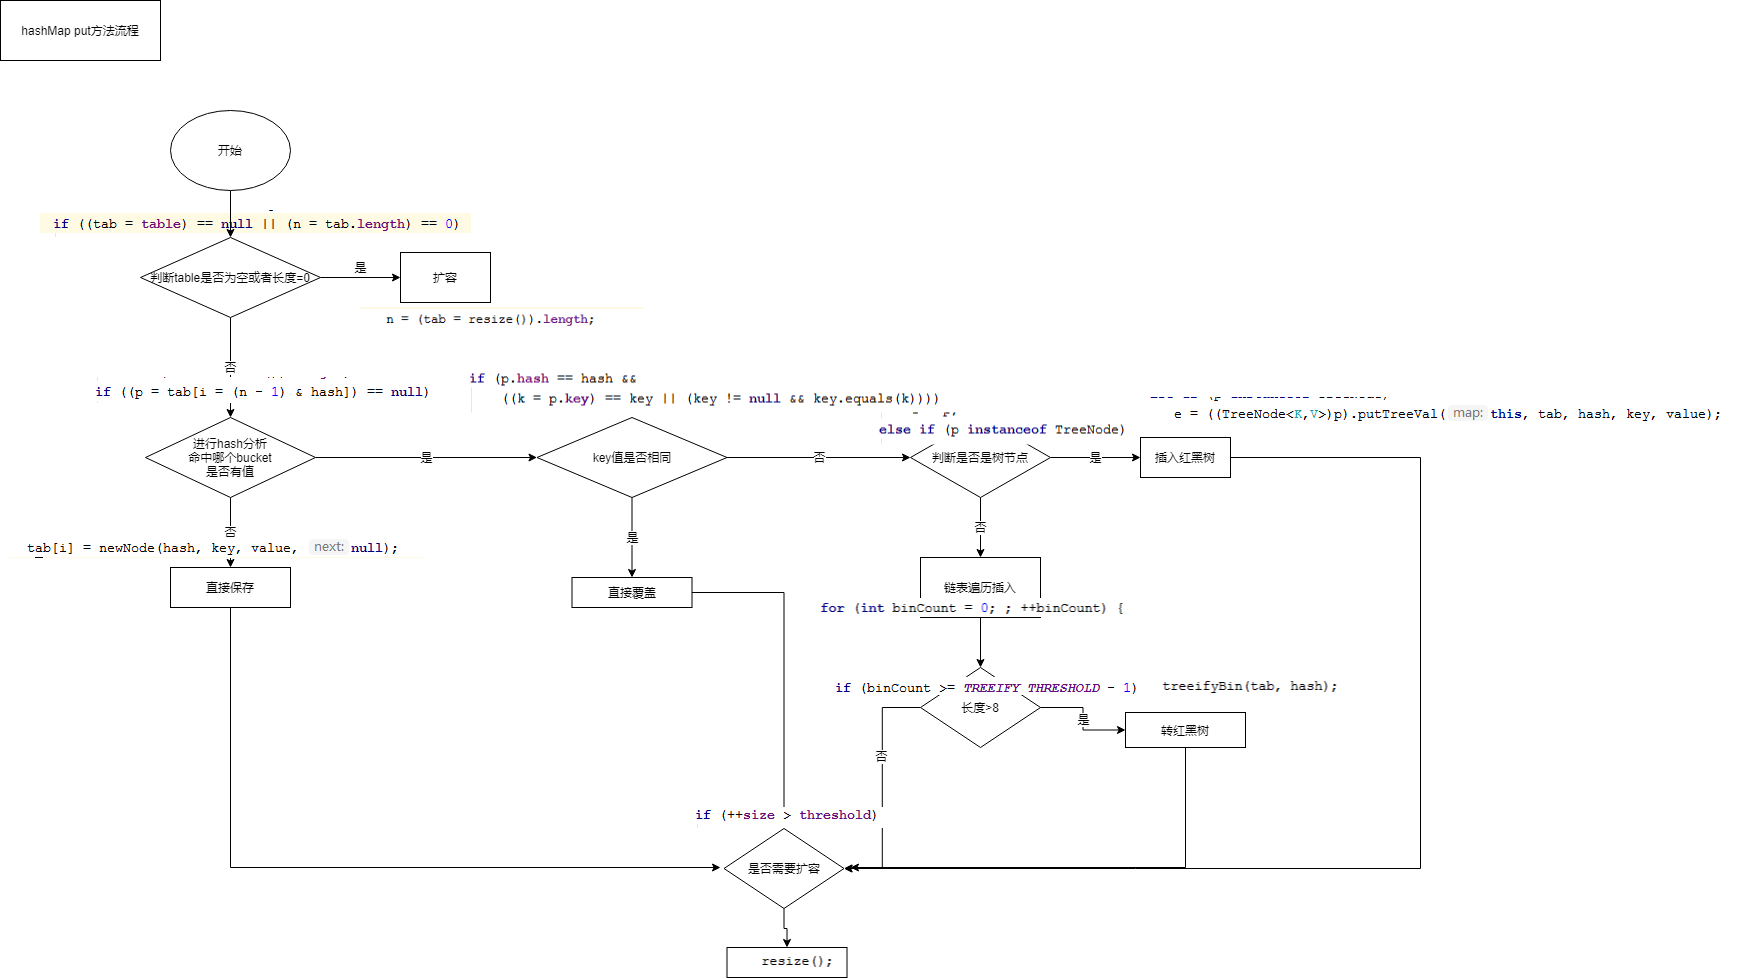 hashMap put方法流程
开始
if ((tab = table) == null || (n = tab.length) == 0)
判断table是否为空或者长度=0
是
扩容
n = (tab = resize()).length;
否
if ((p = tab[i = (n - 1) & hash]) == null)
进行hash分析
命中哪个bucket
是否有值
是
if (p.hash == hash &&
((k = p.key) == key || (key != null && key.equals(k))))
key值是否相同
否
else if (p instanceof TreeNode)
判断是否是树节点
是
e = ((TreeNode<K,V>)p).putTreeVal( map: this, tab, hash, key, value);
插入红黑树
否
tab[i] = newNode(hash, key, value, next: null);
直接保存
是
直接覆盖
否
链表遍历插入
for (int binCount = 0; ; ++binCount) {
if (binCount >= TREEIFY_THRESHOLD - 1)
treeifyBin(tab, hash);
长度>8
是
转红黑树
否
if (++size > threshold)
是否需要扩容
resize();